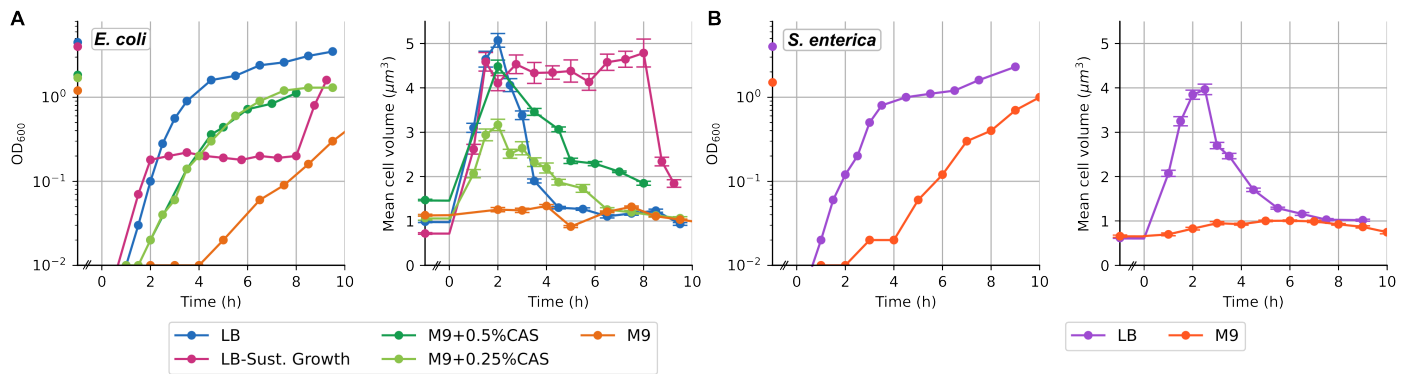 A
E. coli
OD600
10^0
10^−1
10^−2
0 2 4 6 8 10
Time (h)
Mean cell volume (μm³)
5
4
3
2
1
0
0 2 4 6 8 10
Time (h)
LB
LB-Sust. Growth
M9+0.5%CAS
M9+0.25%CAS
M9
B
S. enterica
OD600
10^0
10^−1
10^−2
0 2 4 6 8 10
Time (h)
Mean cell volume (μm³)
5
4
3
2
1
0
0 2 4 6 8 10
Time (h)
LB
M9